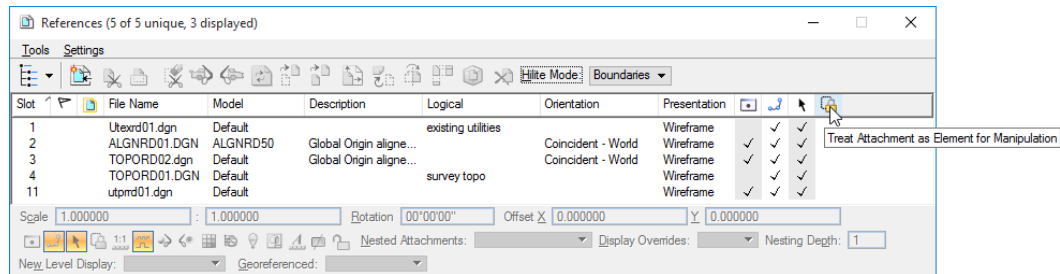 References (5 of 5 unique, 3 displayed)
Tools Settings
Hilite Mode: Boundaries
Slot File Name Model Description Logical Orientation Presentation
1 Utexrd01.dgn Default existing utilities Wireframe
2 ALGNRD01.DGN ALGNRD50 Global Origin aligne... Coincident - World Wireframe
3 TOPORD02.dgn Default Global Origin aligne... Coincident - World Wireframe
4 TOPORD01.DGN Default survey topo Wireframe
11 utprrd01.dgn Default Wireframe
Treat Attachment as Element for Manipulation
Scale 1.000000 : 1.000000 Rotation 00°00'00" Offset X 0.000000 Y 0.000000
1:1 Nested Attachments: Display Overrides: Nesting Depth: 1
New Level Display: Georeferenced: